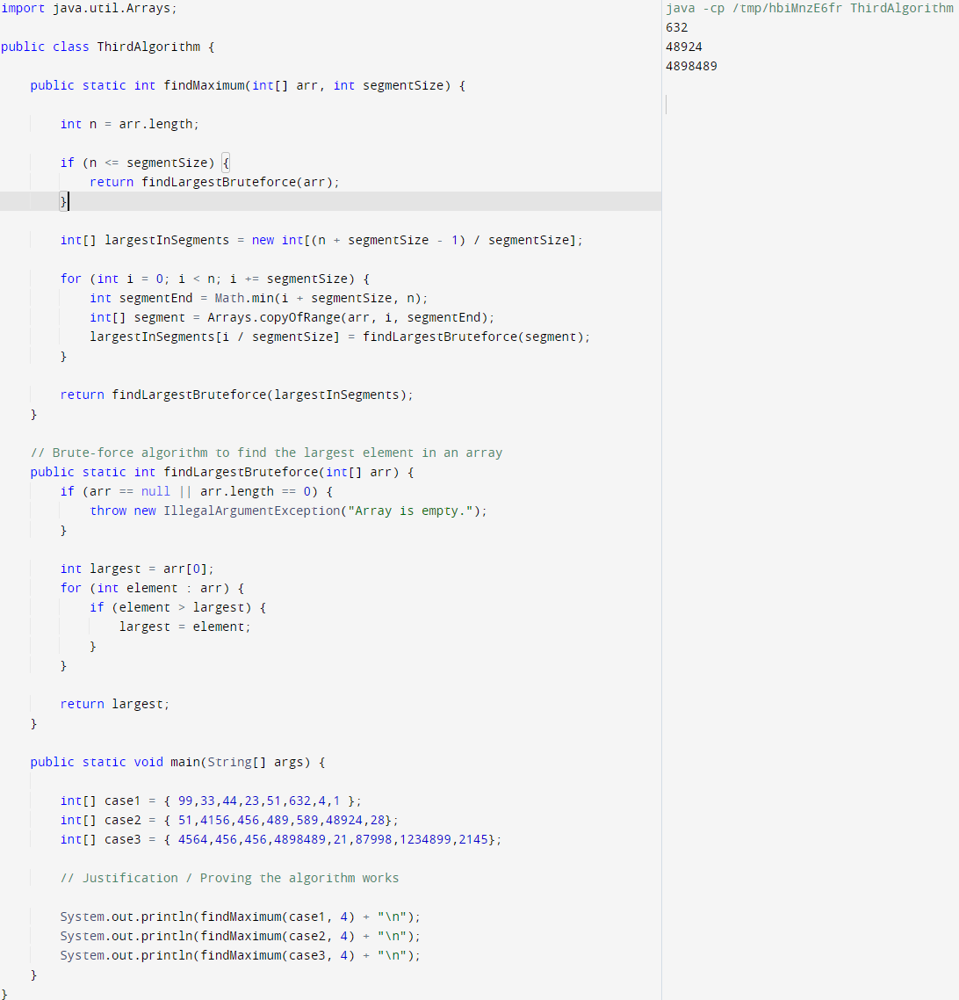 import java.util.Arrays;
public class ThirdAlgorithm {
    public static int findMaximum(int[] arr, int segmentSize) {
        int n = arr.length;
        if (n <= segmentSize) {
            return findLargestBruteforce(arr);
        }
        int[] largestInSegments = new int[(n + segmentSize - 1) / segmentSize];
        for (int i = 0; i < n; i += segmentSize) {
            int segmentEnd = Math.min(i + segmentSize, n);
            int[] segment = Arrays.copyOfRange(arr, i, segmentEnd);
            largestInSegments[i / segmentSize] = findLargestBruteforce(segment);
        }
        return findLargestBruteforce(largestInSegments);
    }
    // Brute-force algorithm to find the largest element in an array
    public static int findLargestBruteforce(int[] arr) {
        if (arr == null || arr.length == 0) {
            throw new IllegalArgumentException("Array is empty.");
        }
        int largest = arr[0];
        for (int element : arr) {
            if (element > largest) {
                largest = element;
            }
        }
        return largest;
    }
    public static void main(String[] args) {
        int[] case1 = { 99,33,44,23,51,632,4,1 };
        int[] case2 = { 51,4156,456,489,589,48924,28};
        int[] case3 = { 4564,456,456,4898489,21,87998,1234899,2145};
        // Justification / Proving the algorithm works
        System.out.println(findMaximum(case1, 4) + "\n");
        System.out.println(findMaximum(case2, 4) + "\n");
        System.out.println(findMaximum(case3, 4) + "\n");
    }
}
java -cp /tmp/hbiMnzE6fr ThirdAlgorithm
632
48924
4898489